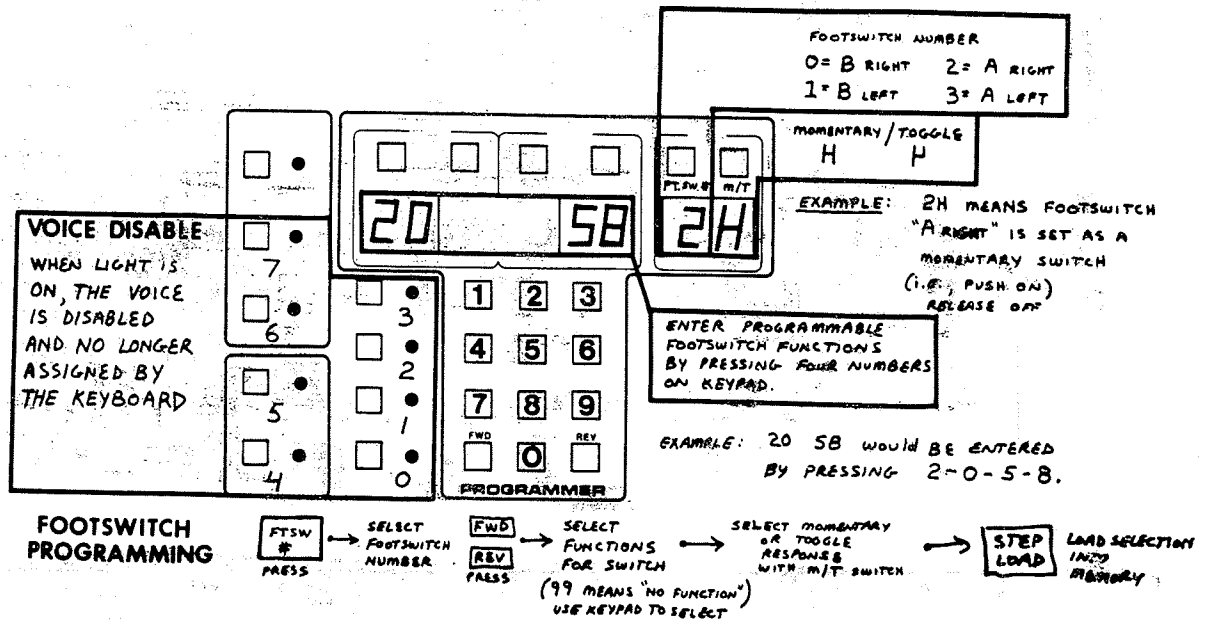 FOOTSWITCH NUMBER
0= B RIGHT 2= A RIGHT
1= B LEFT 3= A LEFT
MOMENTARY / TOGGLE
H µ
FT.SW.# M/T
20 58 2H
EXAMPLE: 2H MEANS FOOTSWITCH
"A RIGHT" IS SET AS A
MOMENTARY SWITCH
(i.e., PUSH ON)
RELEASE OFF
VOICE DISABLE
WHEN LIGHT IS
ON, THE VOICE
IS DISABLED
AND NO LONGER
ASSIGNED BY
THE KEYBOARD
7
6
5
4
3
2
1
0
1 2 3
4 5 6
7 8 9
FWD 0 REV
PROGRAMMER
ENTER PROGRAMMABLE
FOOTSWITCH FUNCTIONS
BY PRESSING FOUR NUMBERS
ON KEYPAD.
EXAMPLE: 20 58 would BE ENTERED
BY PRESSING 2-0-5-8.
FOOTSWITCH
PROGRAMMING
FTSW
#
PRESS
SELECT
FOOTSWITCH
NUMBER
FWD
REV
PRESS
SELECT
FUNCTIONS
FOR SWITCH
(99 MEANS "NO FUNCTION")
USE KEYPAD TO SELECT
SELECT MOMENTARY
OR TOGGLE
RESPONSE
WITH M/T SWITCH
STEP
LOAD
LOAD SELECTION
INTO
MEMORY